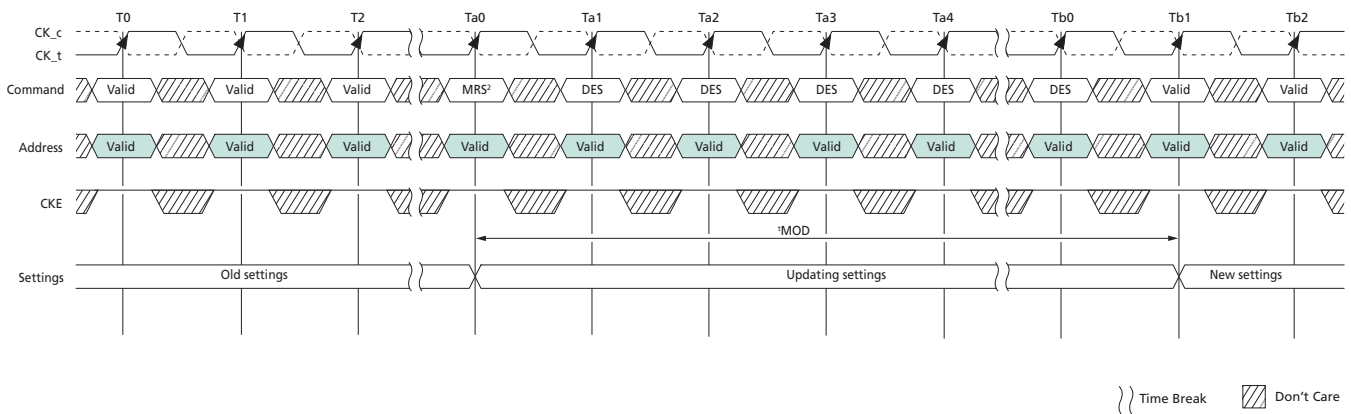 T0 T1 T2 Ta0 Ta1 Ta2 Ta3 Ta4 Tb0 Tb1 Tb2
CK_c
CK_t
Command Valid Valid Valid MRS² DES DES DES DES DES Valid Valid
Address Valid Valid Valid Valid Valid Valid Valid Valid Valid Valid Valid
CKE
ᵗMOD
Settings Old settings Updating settings New settings
Time Break Don't Care